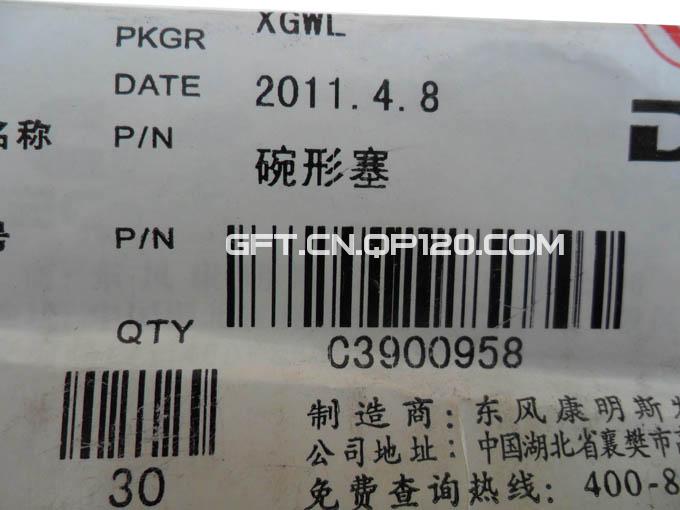 PKGR XGWL
DATE 2011.4.8
名称 P/N 碗形塞
号 P/N
GFT.CN.QP120.COM
C3900958
QTY
30
制造商: 东风康明斯发
公司地址: 中国湖北省襄樊市高
免费查询热线: 400-8